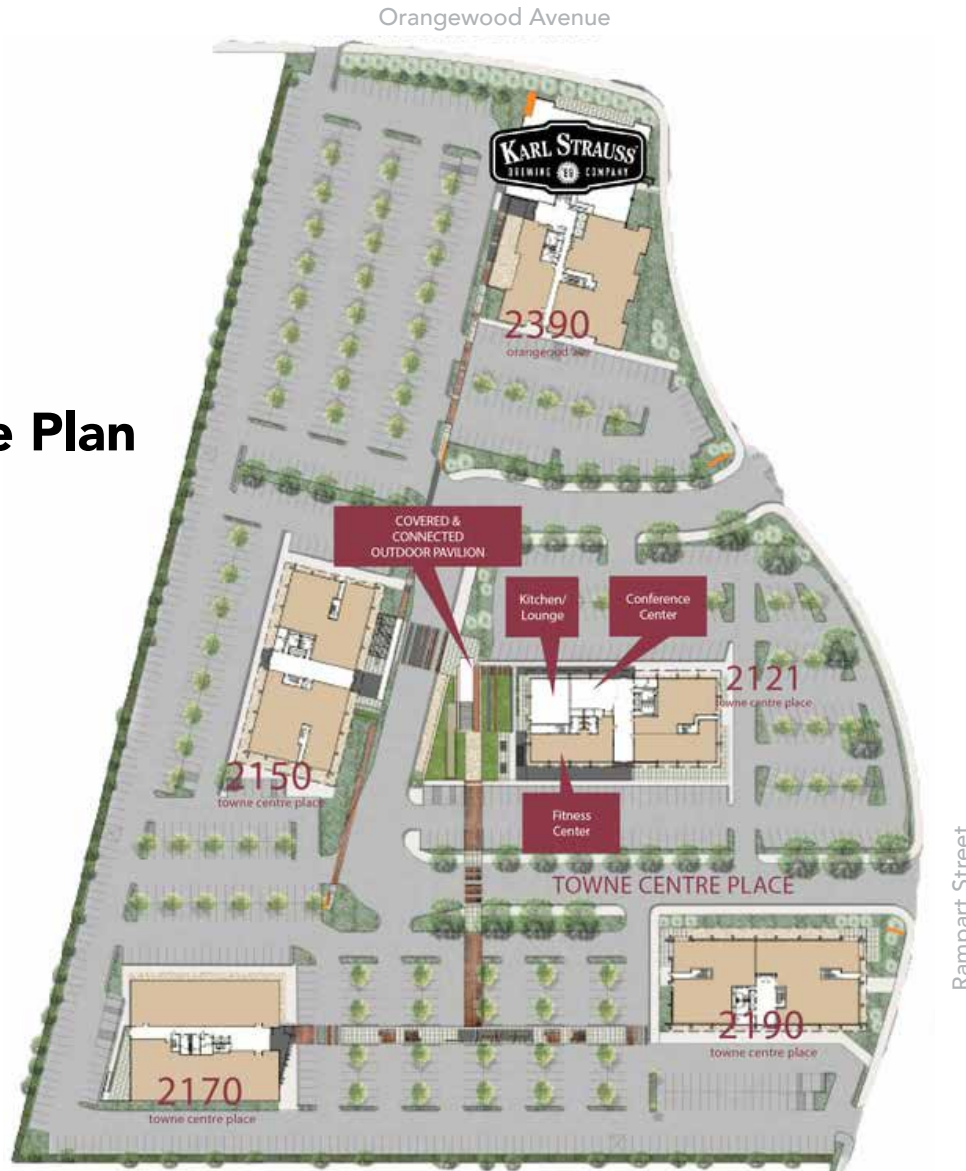 Orangewood Avenue
KARL STRAUSS
BREWING '89 COMPANY
2390
orangewood ave
e Plan
COVERED &
CONNECTED
OUTDOOR PAVILION
Kitchen/
Lounge
Conference
Center
2121
towne centre place
2150
towne centre place
Fitness
Center
TOWNE CENTRE PLACE
Rampart Street
2190
towne centre place
2170
towne centre place